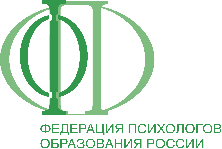 ФЕДЕРАЦИЯ ПСИХОЛОГОВ
ОБРАЗОВАНИЯ РОССИИ